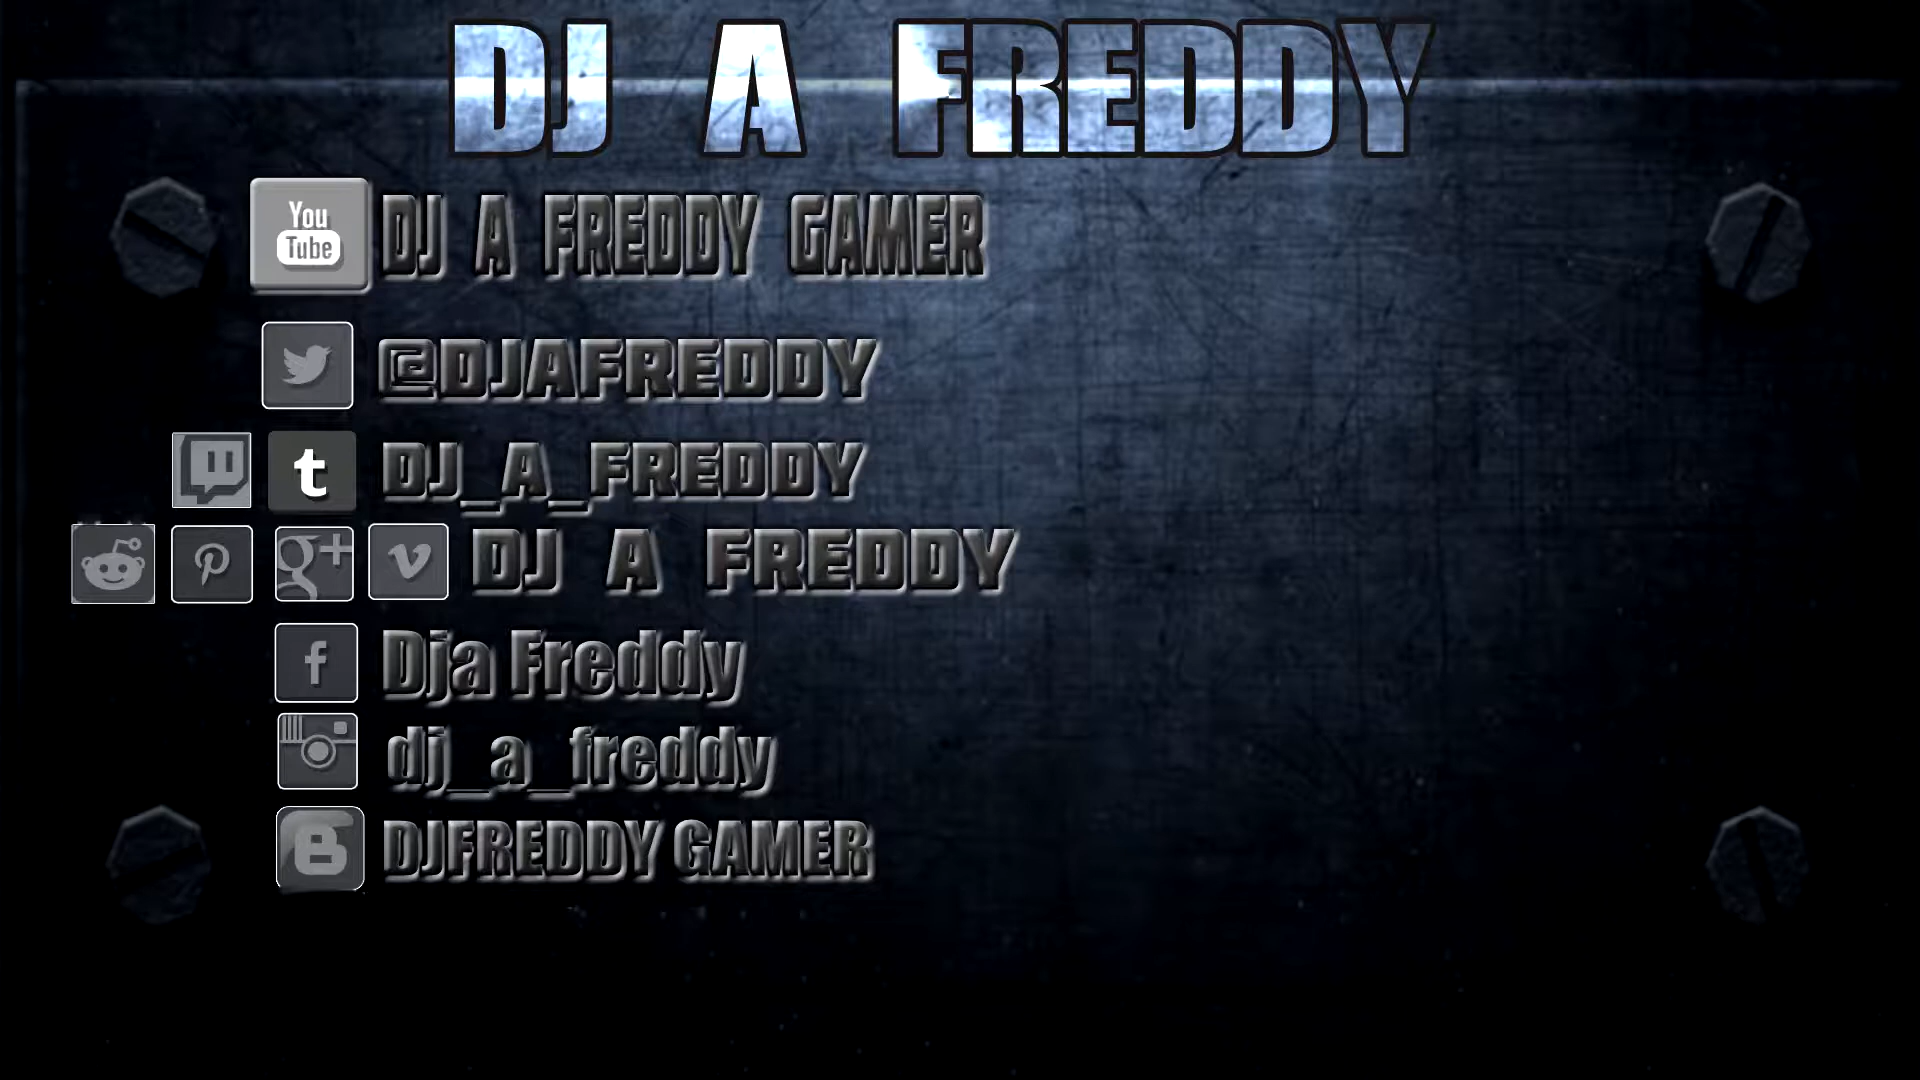 DJ A FREDDY
You
Tube
DJ A FREDDY GAMER
@DJAFREDDY
t DJ_A_FREDDY
g+ DJ A FREDDY
f Dja Freddy
dj_a_freddy
B DJFREDDY GAMER